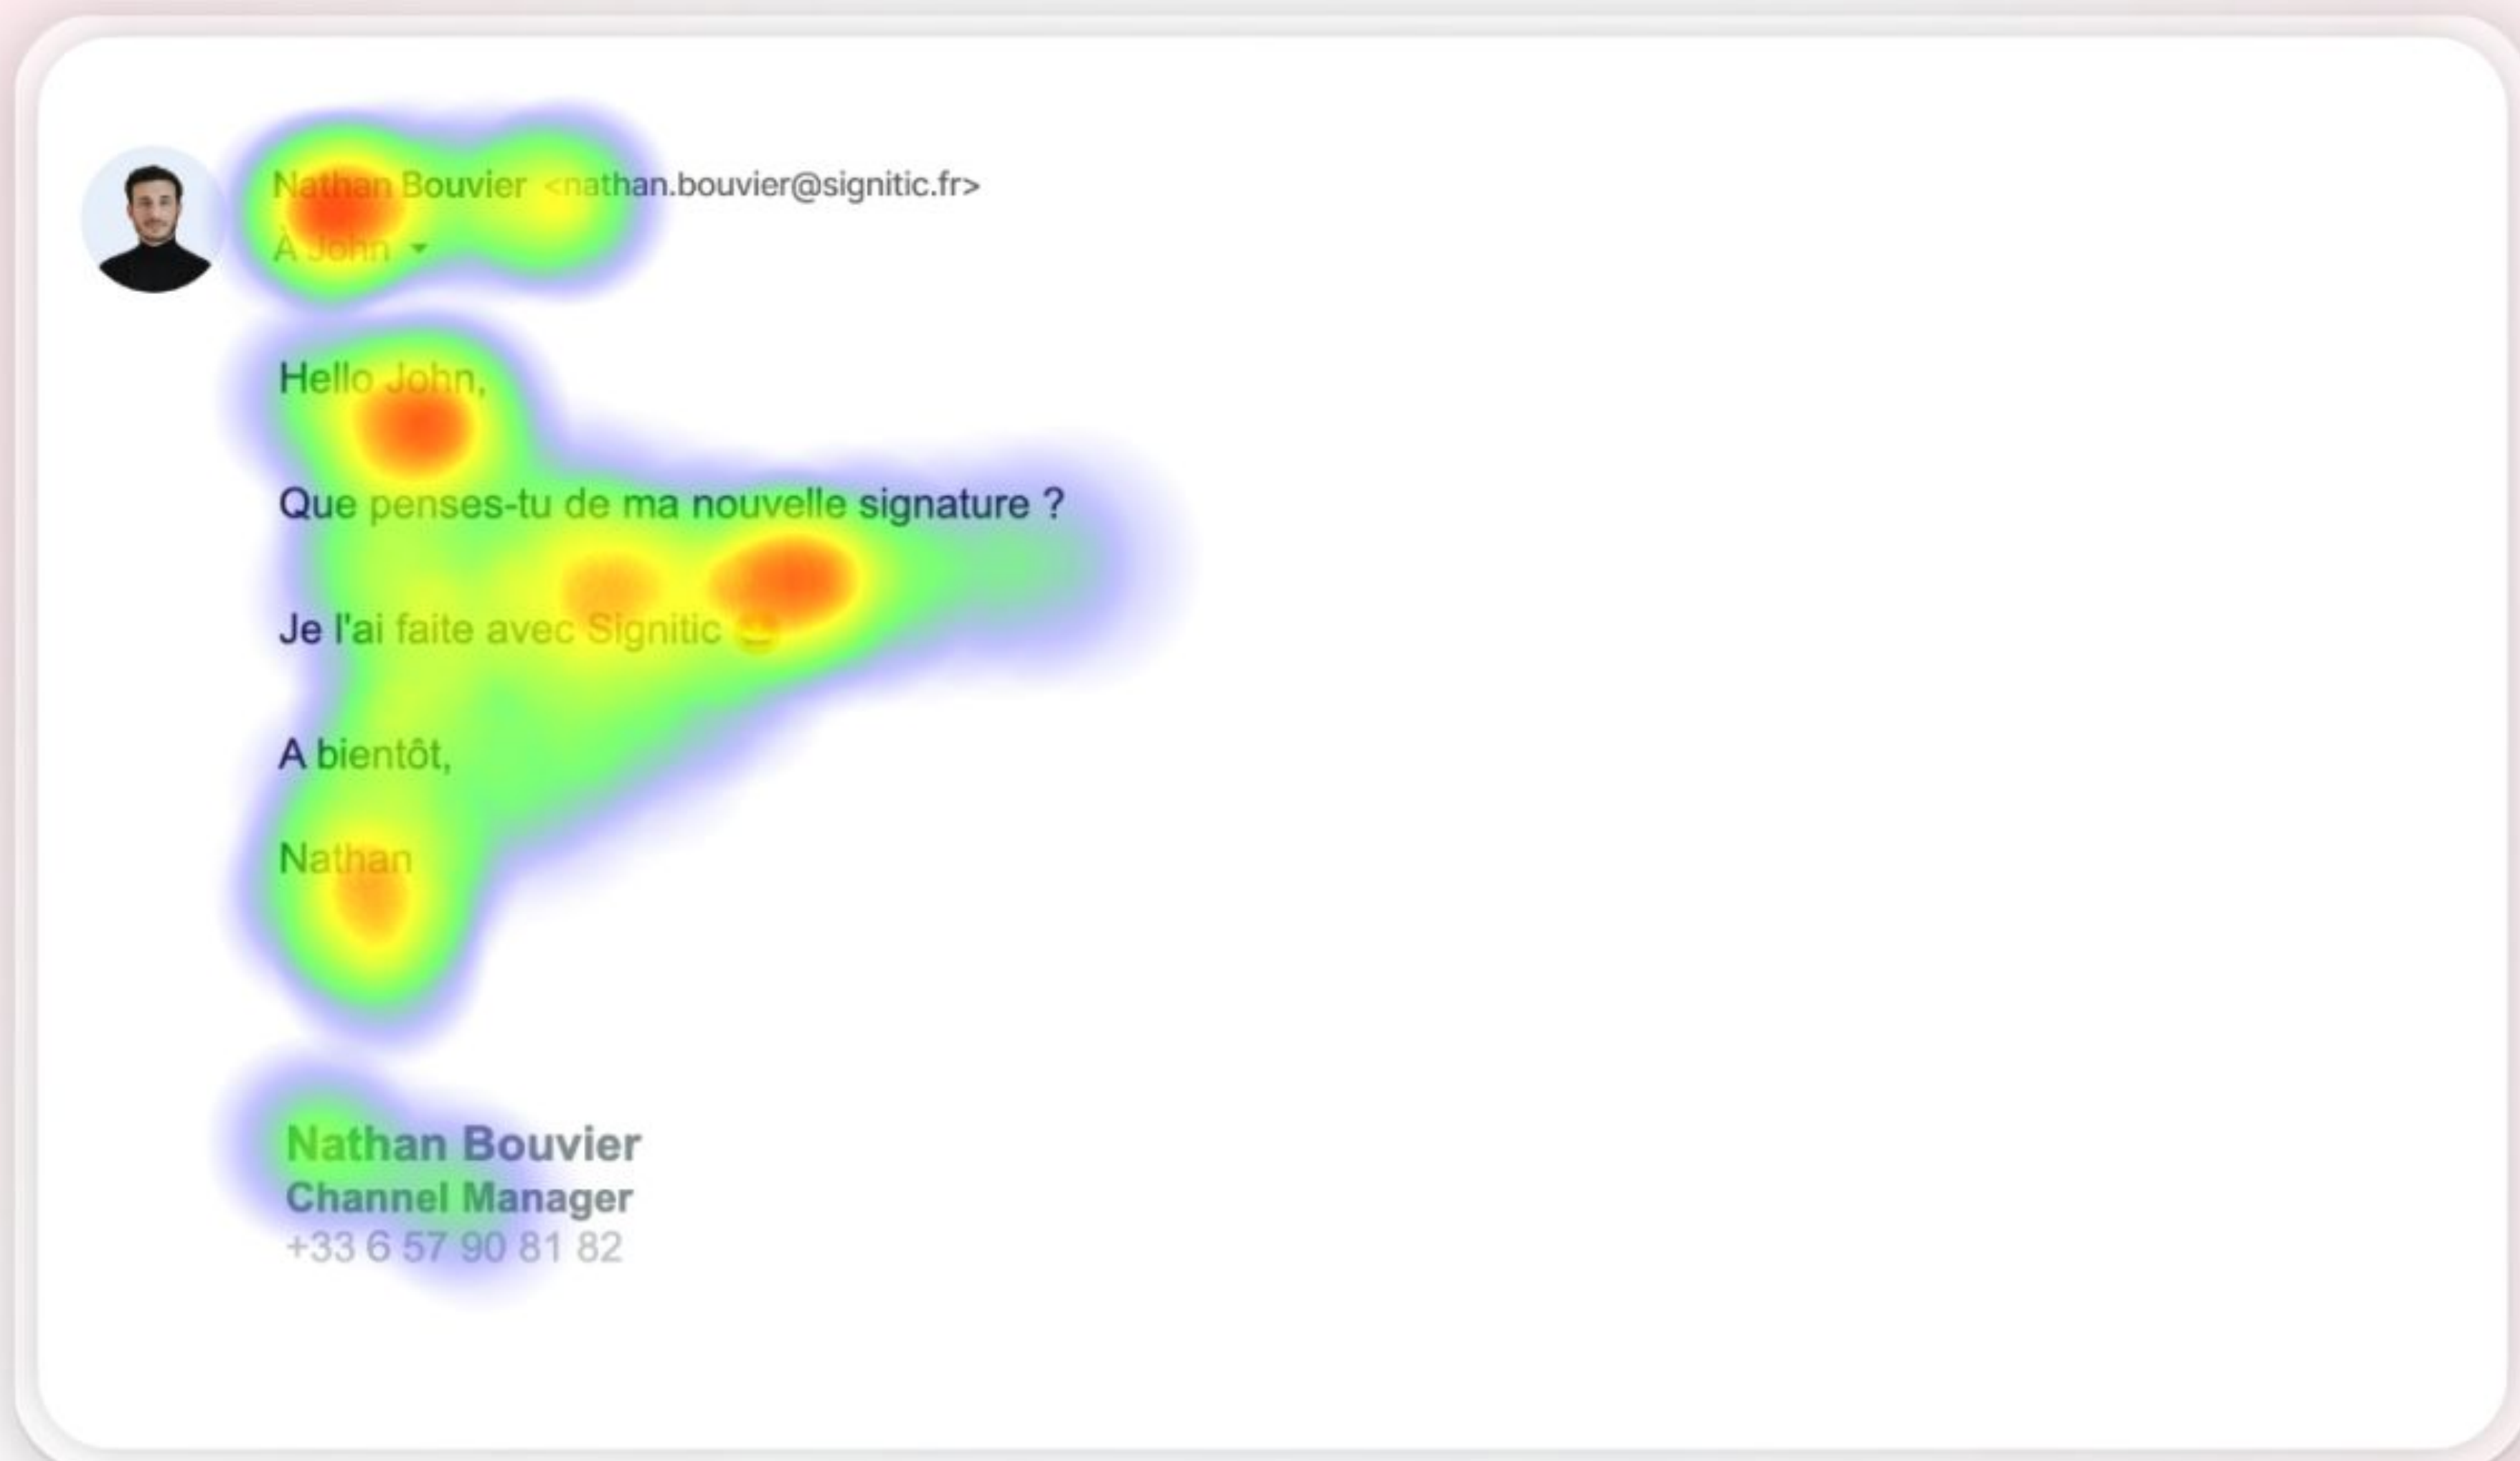 Nathan Bouvier <nathan.bouvier@signitic.fr>
À John
Hello John,
Que penses-tu de ma nouvelle signature ?
Je l'ai faite avec Signitic 🤩
A bientôt,
Nathan
Nathan Bouvier
Channel Manager
+33 6 57 90 81 82